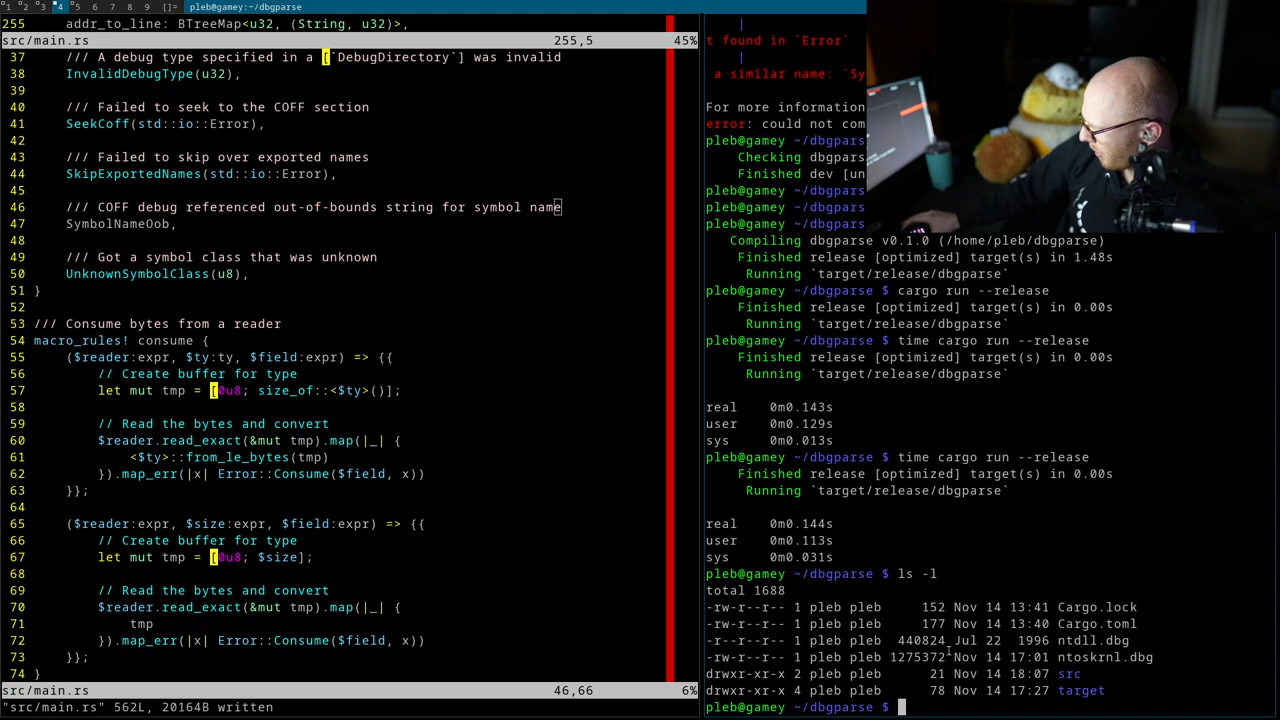 1 2 3 4 5 6 7 8 9 []= pleb@gamey:~/dbgparse
255     addr_to_line: BTreeMap<u32, (String, u32)>,
src/main.rs 255,5 45%
37     /// A debug type specified in a [`DebugDirectory`] was invalid
38     InvalidDebugType(u32),
39
40     /// Failed to seek to the COFF section
41     SeekCoff(std::io::Error),
42
43     /// Failed to skip over exported names
44     SkipExportedNames(std::io::Error),
45
46     /// COFF debug referenced out-of-bounds string for symbol name
47     SymbolNameOob,
48
49     /// Got a symbol class that was unknown
50     UnknownSymbolClass(u8),
51 }
52
53 /// Consume bytes from a reader
54 macro_rules! consume {
55     ($reader:expr, $ty:ty, $field:expr) => {{
56         // Create buffer for type
57         let mut tmp = [0u8; size_of::<$ty>()];
58
59         // Read the bytes and convert
60         $reader.read_exact(&mut tmp).map(|_| {
61             <$ty>::from_le_bytes(tmp)
62         }).map_err(|x| Error::Consume($field, x))
63     }};
64
65     ($reader:expr, $size:expr, $field:expr) => {{
66         // Create buffer for type
67         let mut tmp = [0u8; $size];
68
69         // Read the bytes and convert
70         $reader.read_exact(&mut tmp).map(|_| {
71             tmp
72         }).map_err(|x| Error::Consume($field, x))
73     }};
74 }
src/main.rs 46,66 6%
"src/main.rs" 562L, 20164B written
|
t found in `Error`
|
a similar name: `Sy
For more information
error: could not com
pleb@gamey ~/dbgpars
Checking dbgpars
Finished dev [un
pleb@gamey ~/dbgpars
pleb@gamey ~/dbgpars
pleb@gamey ~/dbgpars
Compiling dbgparse v0.1.0 (/home/pleb/dbgparse)
Finished release [optimized] target(s) in 1.48s
Running `target/release/dbgparse`
pleb@gamey ~/dbgparse $ cargo run --release
Finished release [optimized] target(s) in 0.00s
Running `target/release/dbgparse`
pleb@gamey ~/dbgparse $ time cargo run --release
Finished release [optimized] target(s) in 0.00s
Running `target/release/dbgparse`
real    0m0.143s
user    0m0.129s
sys     0m0.013s
pleb@gamey ~/dbgparse $ time cargo run --release
Finished release [optimized] target(s) in 0.00s
Running `target/release/dbgparse`
real    0m0.144s
user    0m0.113s
sys     0m0.031s
pleb@gamey ~/dbgparse $ ls -l
total 1688
-rw-r--r-- 1 pleb pleb     152 Nov 14 13:41 Cargo.lock
-rw-r--r-- 1 pleb pleb     177 Nov 14 13:40 Cargo.toml
-r--r--r-- 1 pleb pleb  440824 Jul 22  1996 ntdll.dbg
-rw-r--r-- 1 pleb pleb 1275372 Nov 14 17:01 ntoskrnl.dbg
drwxr-xr-x 2 pleb pleb      21 Nov 14 18:07 src
drwxr-xr-x 4 pleb pleb      78 Nov 14 17:27 target
pleb@gamey ~/dbgparse $